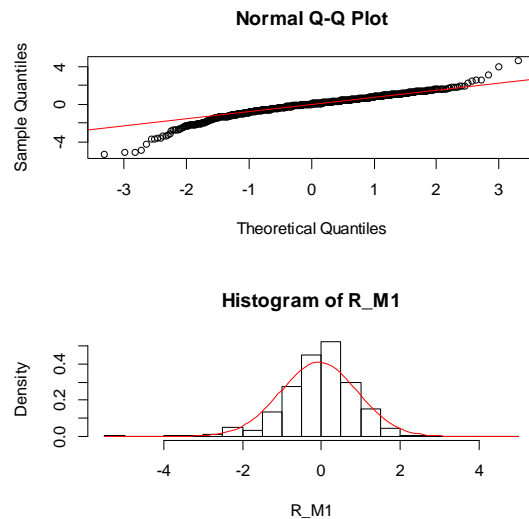 Normal Q-Q Plot
Sample Quantiles
4
0
-4
-3 -2 -1 0 1 2 3
Theoretical Quantiles
Histogram of R_M1
Density
0.4
0.2
0.0
-4 -2 0 2 4
R_M1